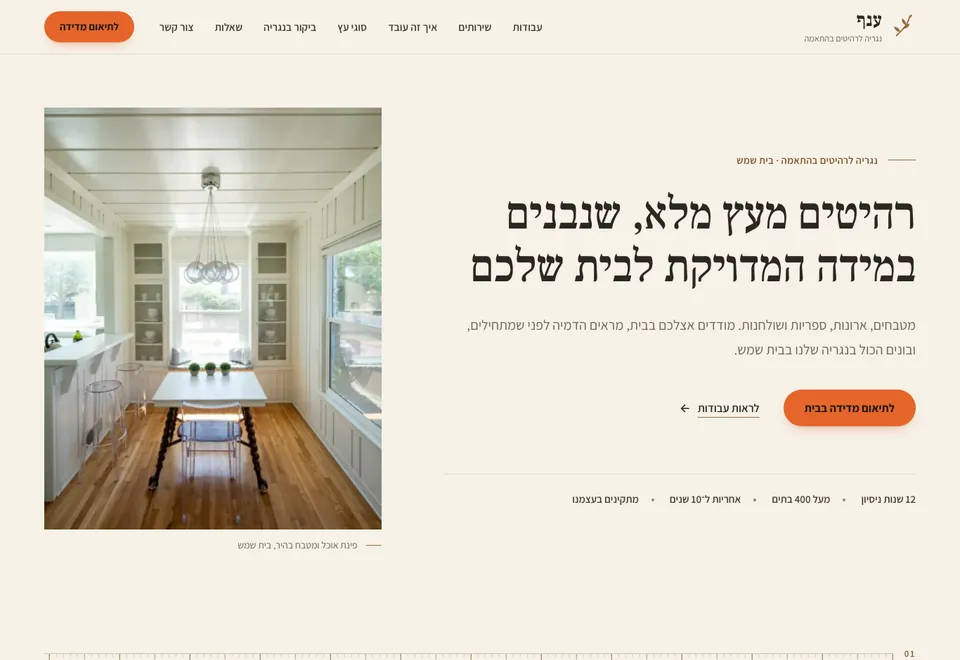 ענף
נגריה לרהיטים בהתאמה
עבודות
שירותים
איך זה עובד
סוגי עץ
ביקור בנגריה
שאלות
צור קשר
לתיאום מדידה
נגריה לרהיטים בהתאמה · בית שמש
רהיטים מעץ מלא, שנבנים
במידה המדויקת לבית שלכם
מטבחים, ארונות, ספריות ושולחנות. מודדים אצלכם בבית, מראים הדמיה לפני שמתחילים,
ובונים הכול בנגריה שלנו בבית שמש.
לתיאום מדידה בבית
לראות עבודות ←
12 שנות ניסיון • מעל 400 בתים • אחריות ל־10 שנים • מתקינים בעצמנו
פינת אוכל ומטבח בהיר, בית שמש
01